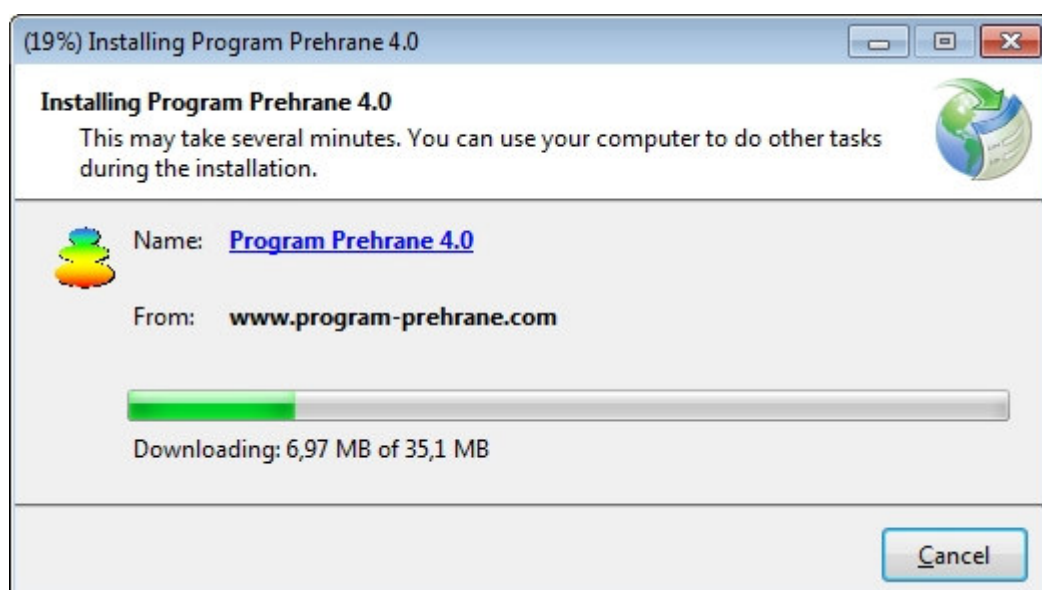 (19%) Installing Program Prehrane 4.0
Installing Program Prehrane 4.0
This may take several minutes. You can use your computer to do other tasks
during the installation.
Name: Program Prehrane 4.0
From: www.program-prehrane.com
Downloading: 6,97 MB of 35,1 MB
Cancel